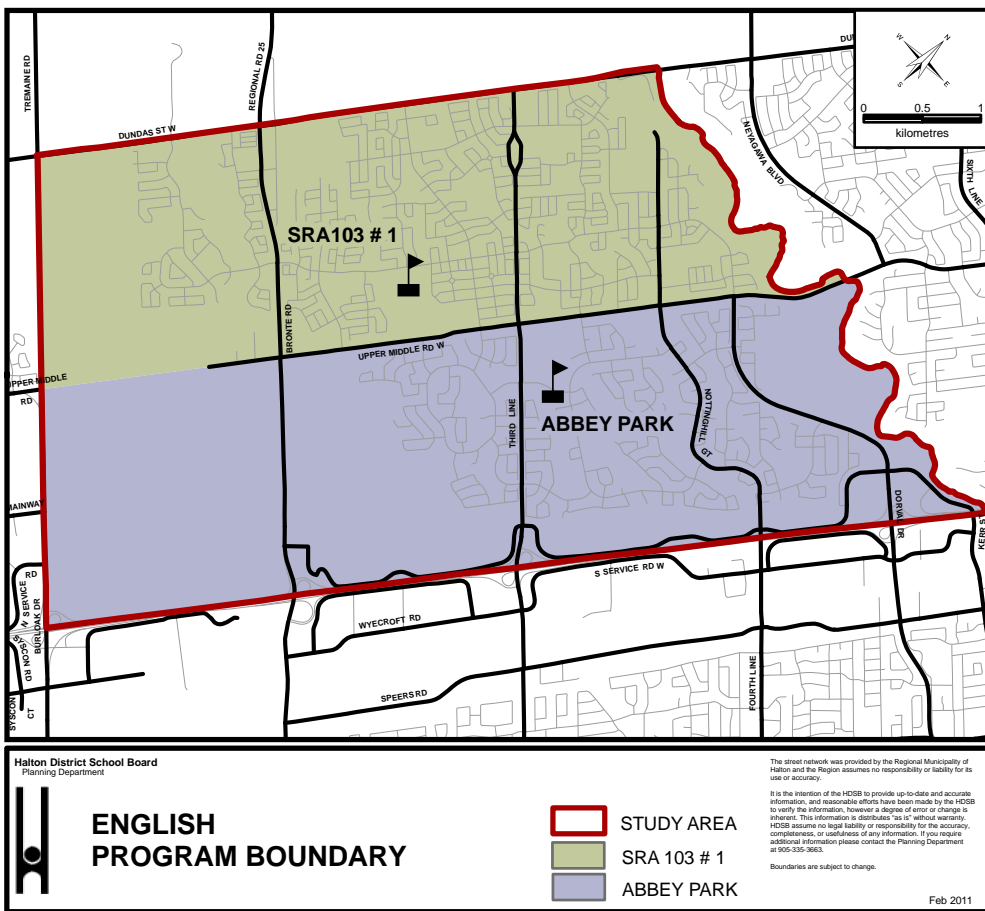 TREMAINE RD
REGIONAL RD 25
DUNDAS ST W
NEYAGAWA BLVD
SIXTH LINE
W
N
S
E
0 0.5 1
kilometres
SRA103 # 1
BRONTE RD
UPPER MIDDLE RD W
UPPER MIDDLE
RD
THIRD LINE
ABBEY PARK
NOTTINGHILL GT
MAINWAY
DORVAL DR
KERR ST
RD
N SERVICE
BURLOAK DR
SYSCON RD
SYSCON
CT
S SERVICE RD W
WYECROFT RD
SPEERS RD
FOURTH LINE
Halton District School Board
Planning Department
ENGLISH
PROGRAM BOUNDARY
STUDY AREA
SRA 103 # 1
ABBEY PARK
The street network was provided by the Regional Municipality of
Halton and the Region assumes no responsibility or liability for its
use or accuracy.
It is the intention of the HDSB to provide up-to-date and accurate
information, and reasonable efforts have been made by the HDSB
to verify the information, however a degree of error or change is
inherent. This information is distributes "as is" without warranty.
HDSB assume no legal liability or responsibility for the accuracy,
completeness, or usefulness of any information. If you require
additional information please contact the Planning Department
at 905-335-3663.
Boundaries are subject to change.
Feb 2011